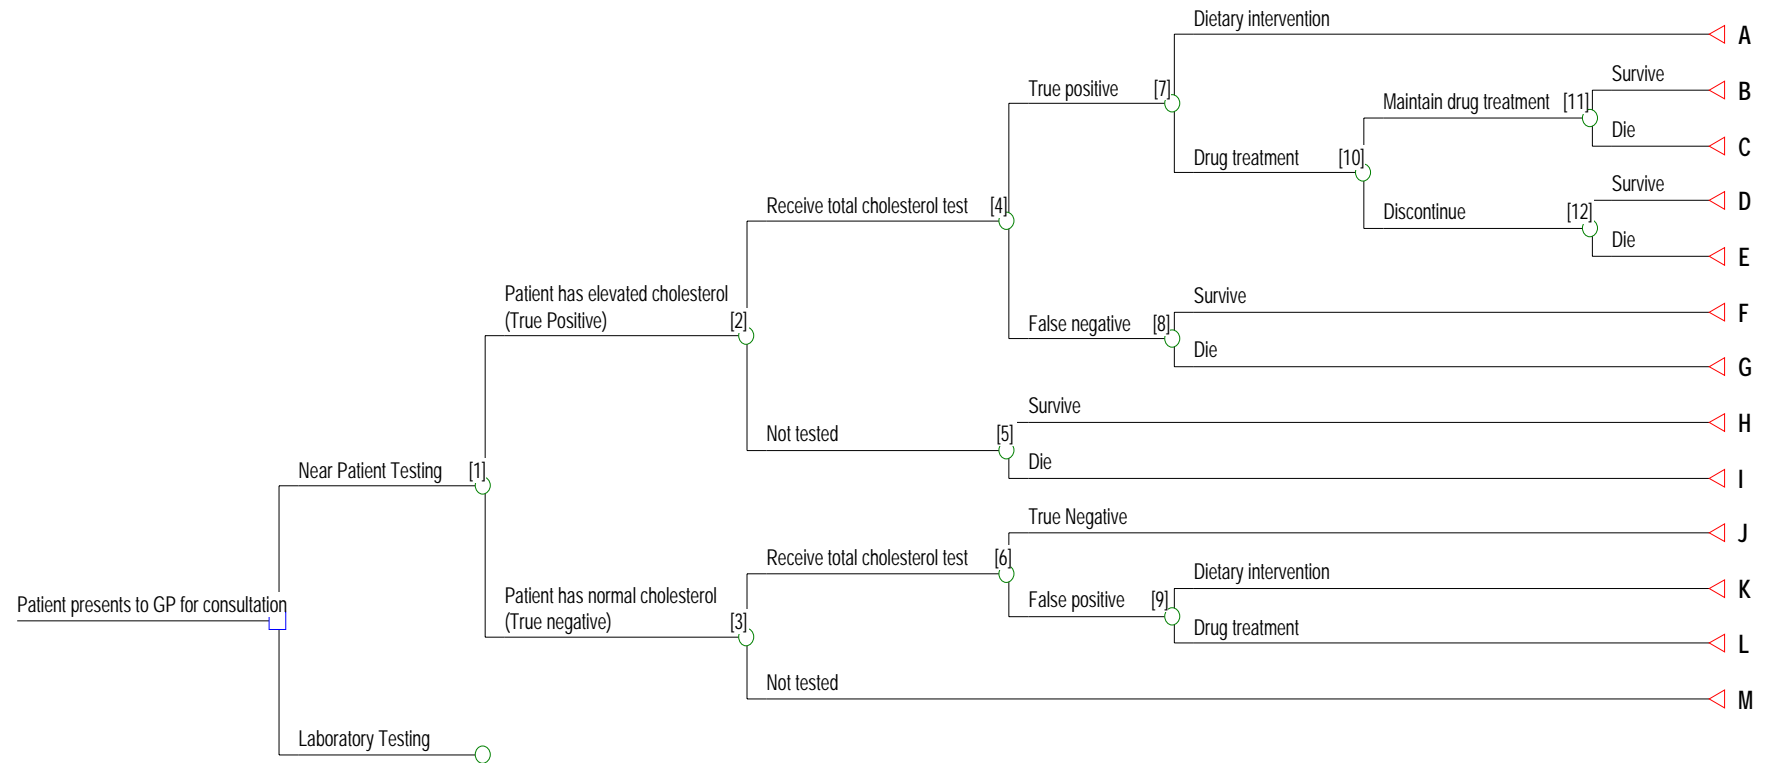 Dietary intervention
A
Survive
True positive [7]
B
Maintain drug treatment [11]
Die
C
Drug treatment [10]
Survive
D
Receive total cholesterol test [4]
Discontinue [12]
Die
E
Patient has elevated cholesterol
(True Positive) [2]
Survive
F
False negative [8]
Die
G
Survive
H
Not tested [5]
Die
I
Near Patient Testing [1]
True Negative
J
Receive total cholesterol test [6]
Dietary intervention
K
Patient has normal cholesterol
(True negative) [3]
False positive [9]
Patient presents to GP for consultation
Drug treatment
L
Not tested
M
Laboratory Testing